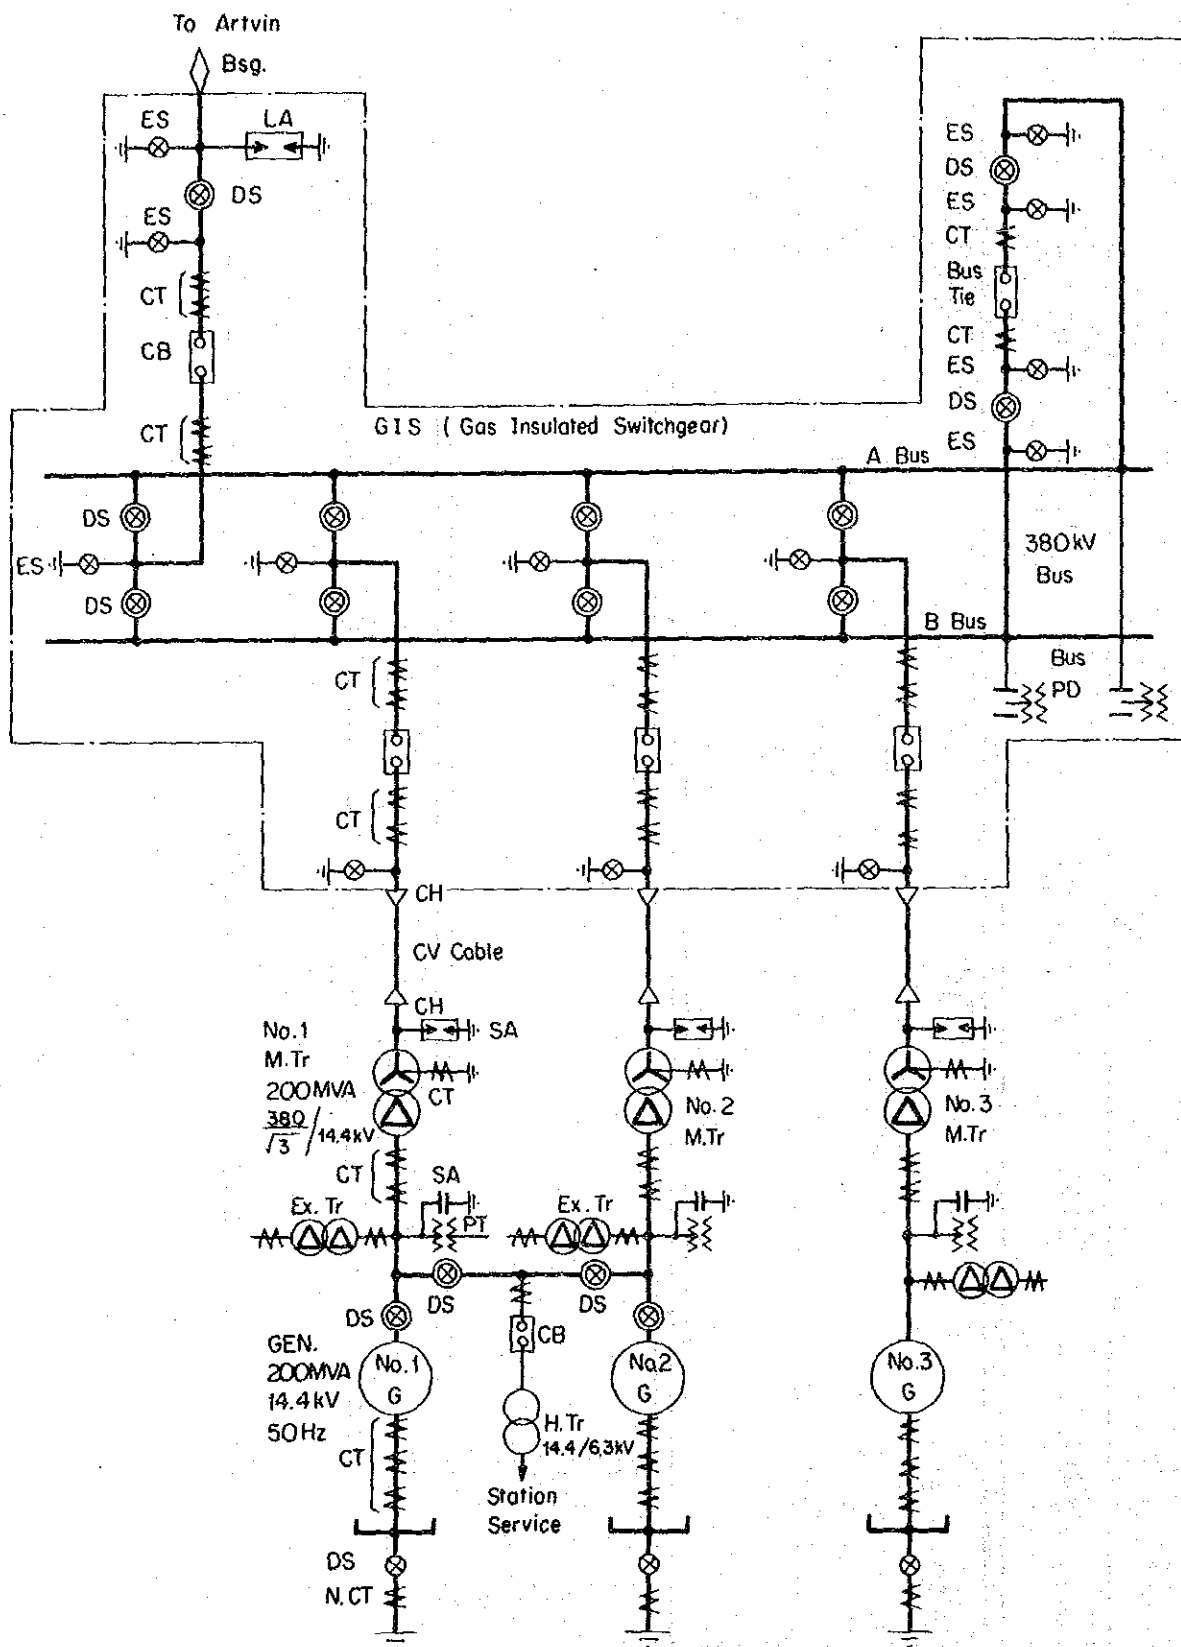 To Artvin
Bsg.
ES
LA
DS
ES
CT
CB
CT
ES
DS
ES
CT
Bus
Tie
CT
ES
DS
ES
GIS (Gas Insulated Switchgear)
A Bus
DS
ES
DS
380kV
Bus
B Bus
Bus
PD
CT
CT
CH
CV Cable
CH
SA
No.1
M.Tr
200MVA
380
√3
/14.4kV
CT
No.2
M.Tr
No.3
M.Tr
CT
SA
Ex. Tr
PT
Ex. Tr
DS
DS
DS
CB
GEN.
200MVA
14.4kV
50Hz
No.1
G
No.2
G
No.3
G
H.Tr
14.4/6.3kV
CT
Station
Service
DS
N.CT